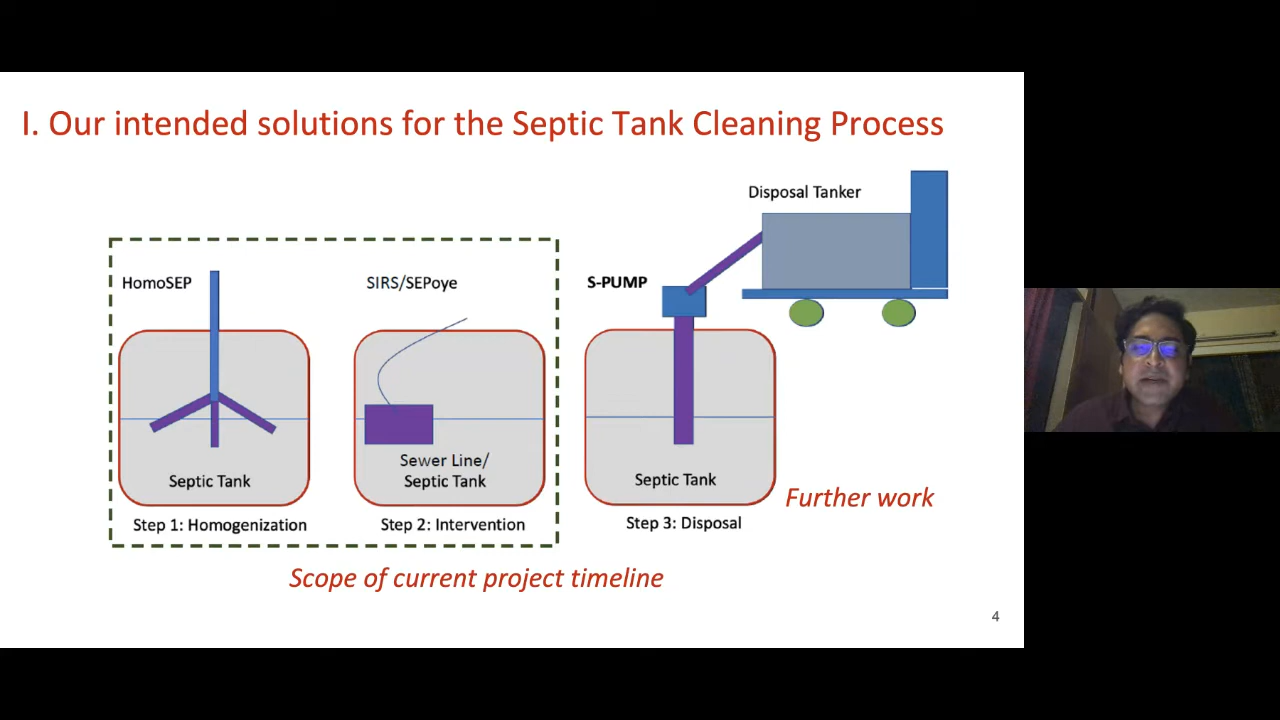 I. Our intended solutions for the Septic Tank Cleaning Process
Disposal Tanker
HomoSEP
SIRS/SEPoye
S-PUMP
Septic Tank
Sewer Line/
Septic Tank
Septic Tank
Step 1: Homogenization
Step 2: Intervention
Step 3: Disposal
Further work
Scope of current project timeline
4